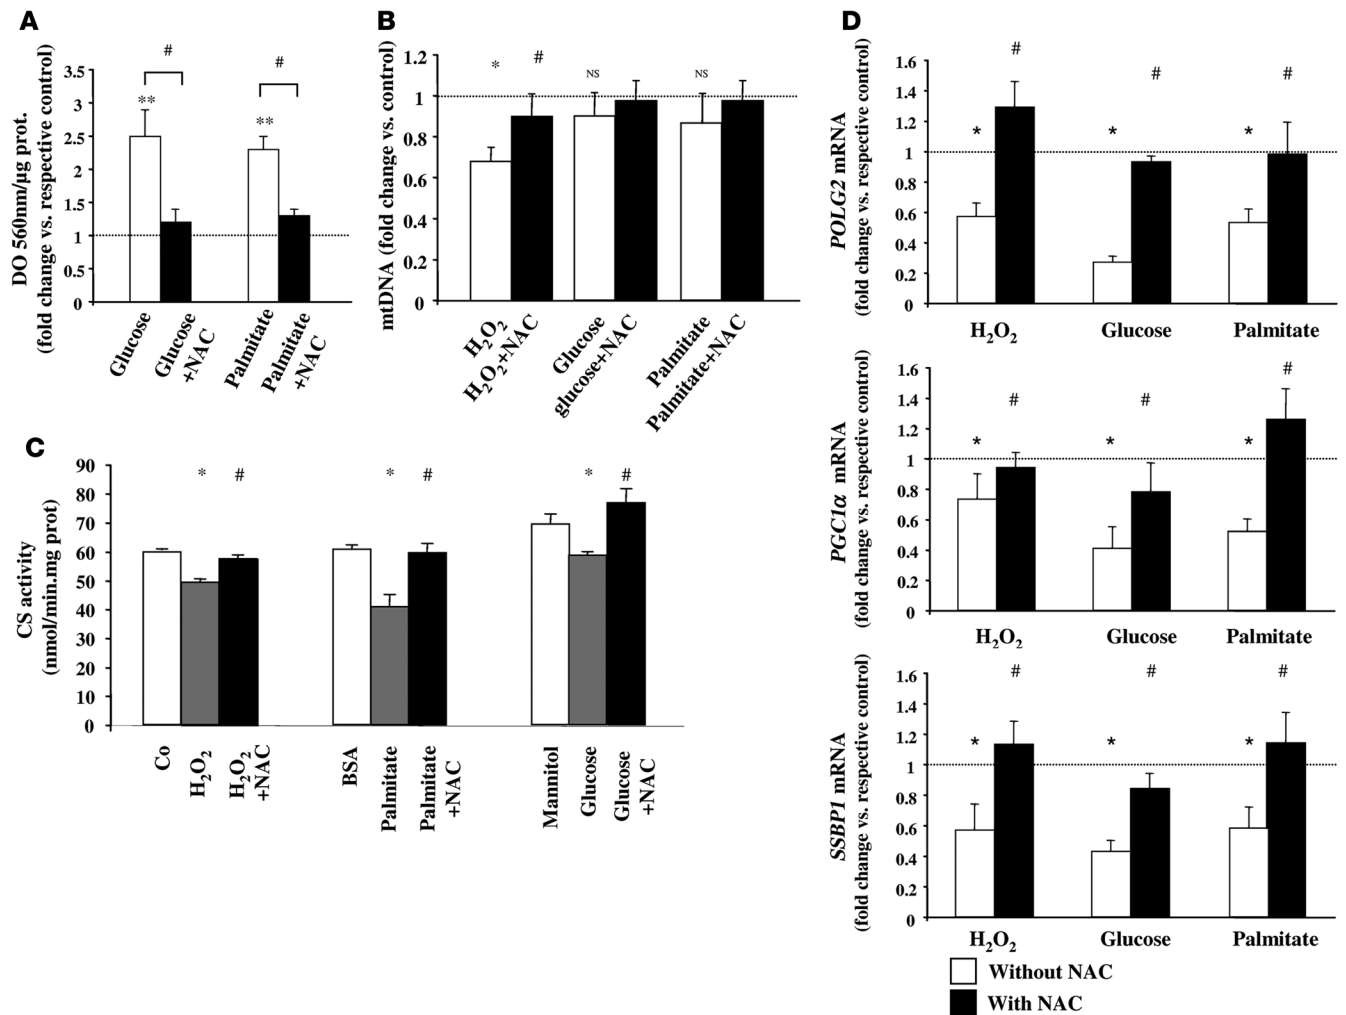 A
DO 560nm/µg prot.
(fold change vs. respective control)
3.5
3
2.5
2
1.5
1
0.5
0
#
**
#
**
Glucose
Glucose
+NAC
Palmitate
Palmitate
+NAC
B
mtDNA (fold change vs. control)
1.2
1
0.8
0.6
0.4
0.2
0
*
#
NS
NS
H2O2
H2O2+NAC
Glucose
glucose+NAC
Palmitate
Palmitate+NAC
C
CS activity
(nmol/min.mg prot)
90
80
70
60
50
40
30
20
10
0
*
#
*
#
*
#
Co
H2O2
H2O2
+NAC
BSA
Palmitate
Palmitate
+NAC
Mannitol
Glucose
Glucose
+NAC
D
POLG2 mRNA
(fold change vs. respective control)
1.6
1.4
1.2
1
0.8
0.6
0.4
0.2
0
*
#
*
#
*
#
H2O2
Glucose
Palmitate
PGC1α mRNA
(fold change vs. respective control)
1.6
1.4
1.2
1
0.8
0.6
0.4
0.2
0
*
#
*
#
*
#
H2O2
Glucose
Palmitate
SSBP1 mRNA
(fold change vs. respective control)
1.6
1.4
1.2
1
0.8
0.6
0.4
0.2
0
*
#
*
#
*
#
H2O2
Glucose
Palmitate
Without NAC
With NAC